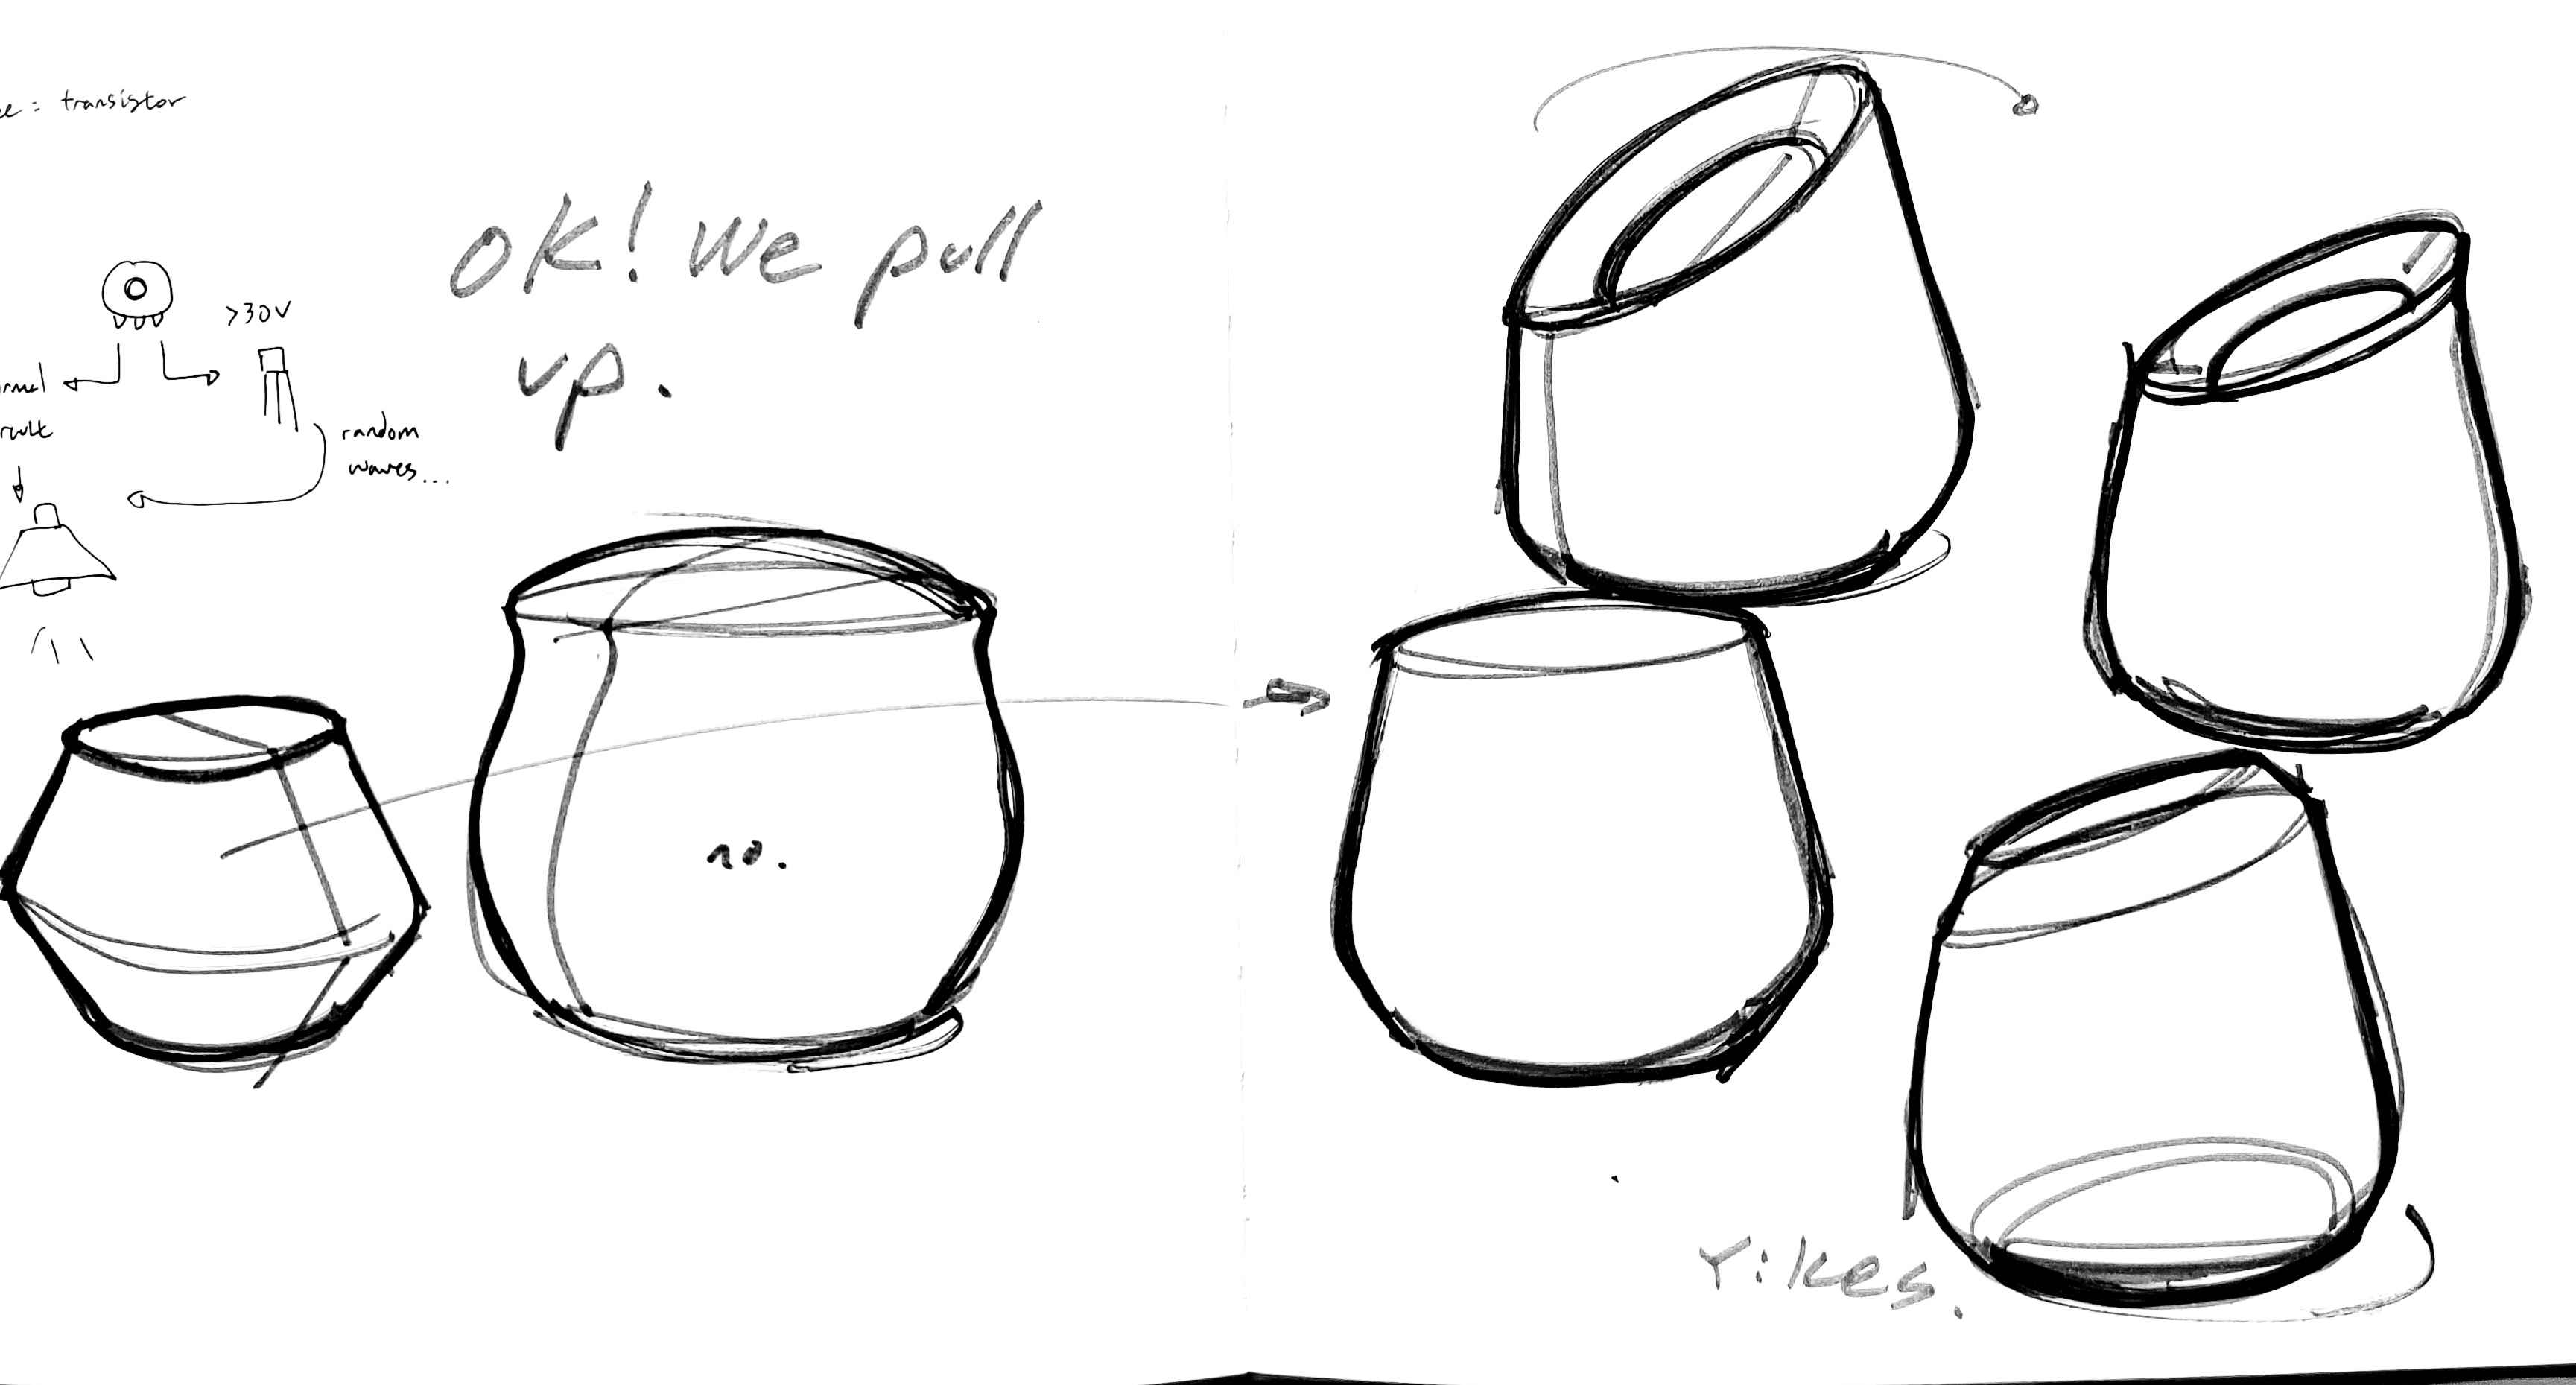 = transistor
OK! We pull
up.
>30V
random
waves...
no.
Yikes.